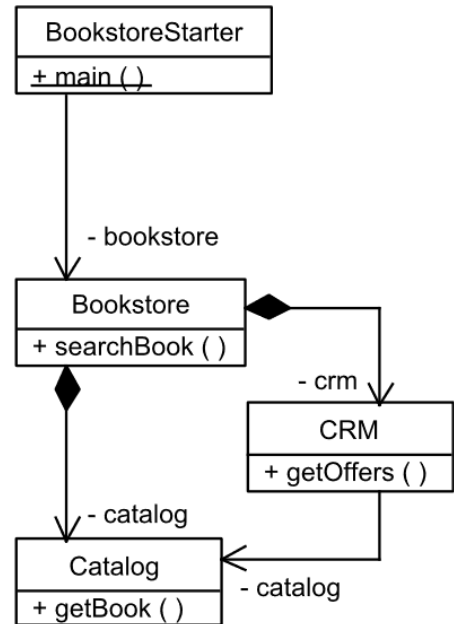 BookstoreStarter
+ main ( )
- bookstore
Bookstore
+ searchBook ( )
- crm
CRM
+ getOffers ( )
- catalog
Catalog
- catalog
+ getBook ( )